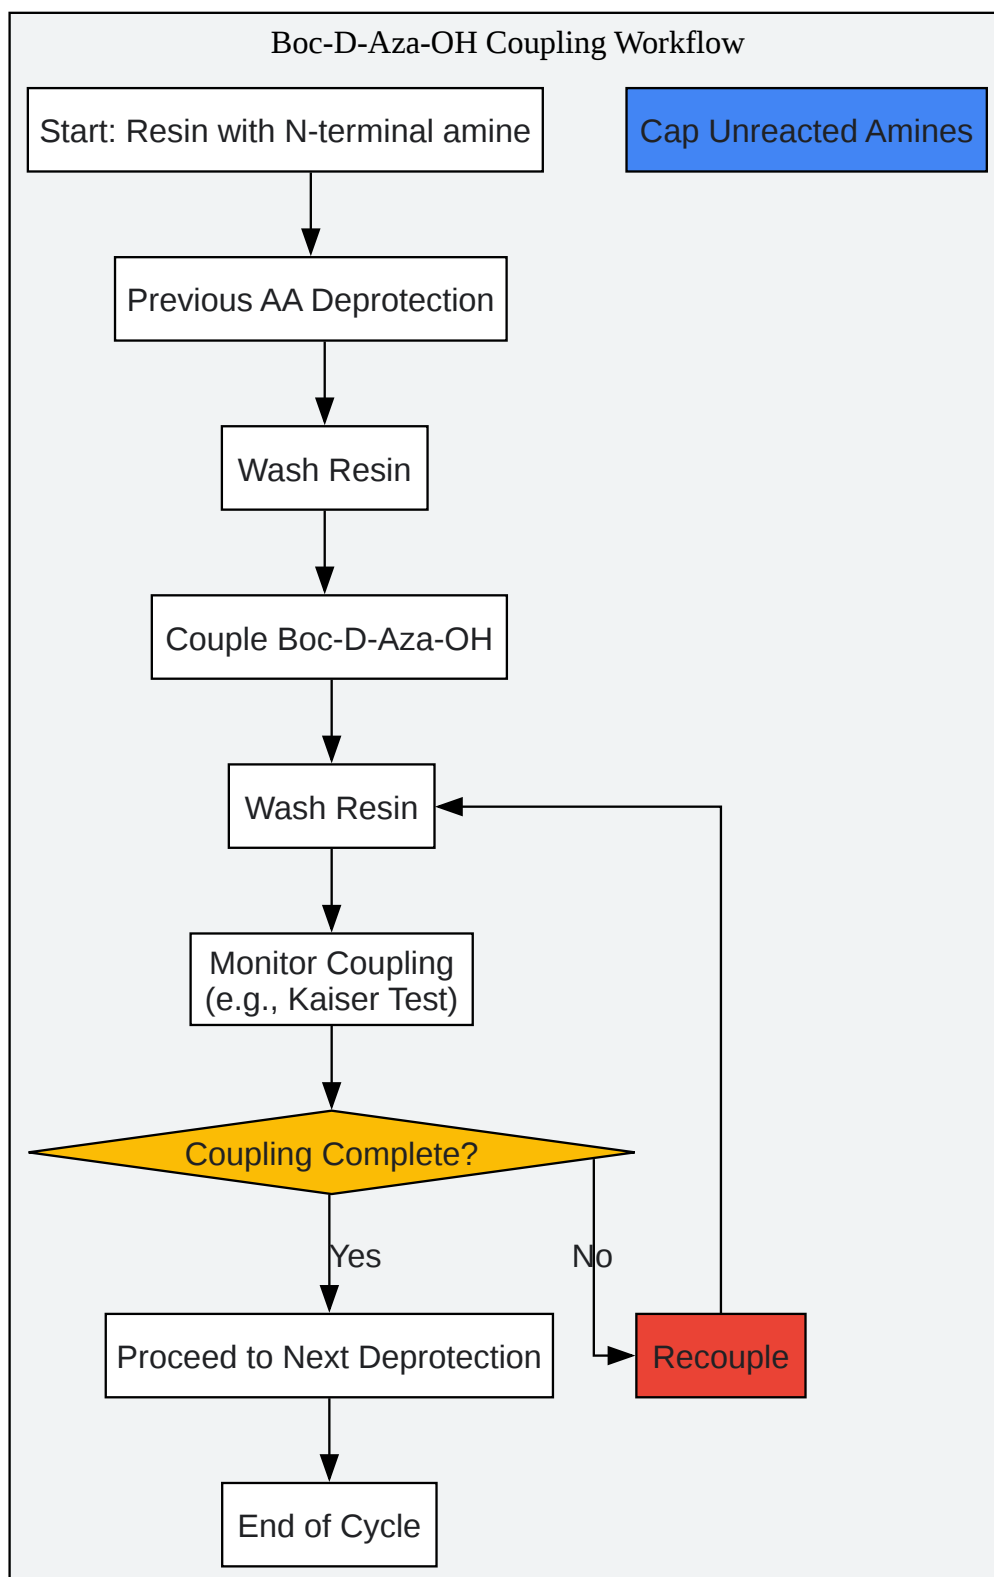 Boc-D-Aza-OH Coupling Workflow
Start: Resin with N-terminal amine
Cap Unreacted Amines
Previous AA Deprotection
Wash Resin
Couple Boc-D-Aza-OH
Wash Resin
Monitor Coupling
(e.g., Kaiser Test)
Coupling Complete?
Yes
No
Proceed to Next Deprotection
Recouple
End of Cycle